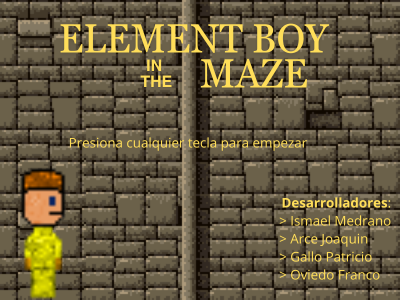 ELEMENT BOY
IN
THE
MAZE
Presiona cualquier tecla para empezar
Desarrolladores:
> Ismael Medrano
> Arce Joaquin
> Gallo Patricio
> Oviedo Franco